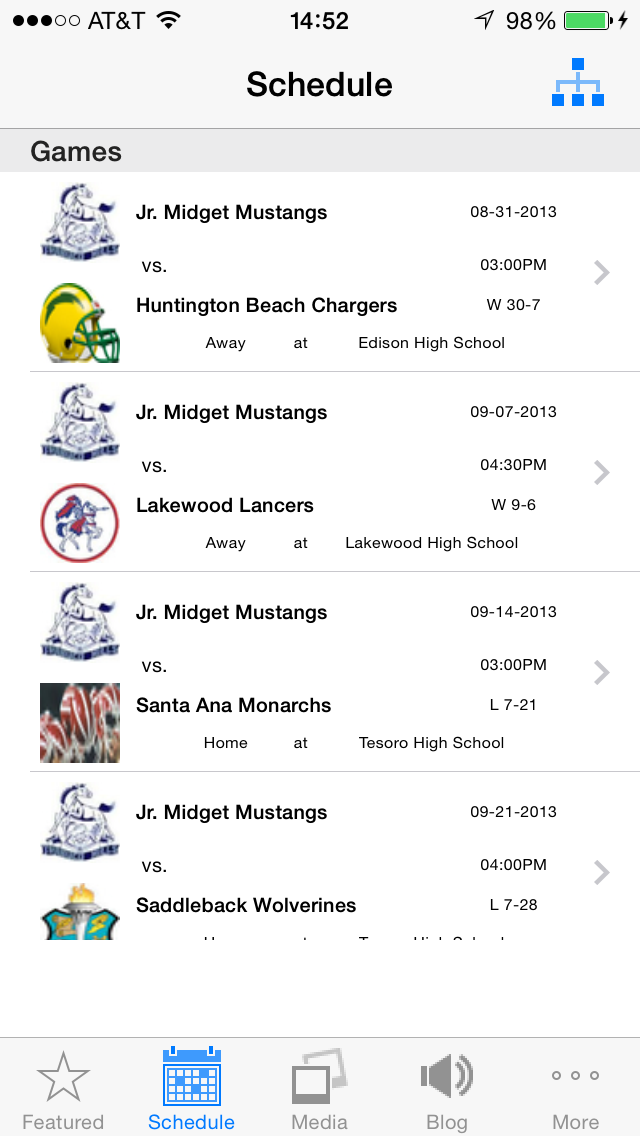 AT&T 14:52 98%
Schedule
Games
Jr. Midget Mustangs 08-31-2013
vs. 03:00PM
Huntington Beach Chargers W 30-7
Away at Edison High School
Jr. Midget Mustangs 09-07-2013
vs. 04:30PM
Lakewood Lancers W 9-6
Away at Lakewood High School
Jr. Midget Mustangs 09-14-2013
vs. 03:00PM
Santa Ana Monarchs L 7-21
Home at Tesoro High School
Jr. Midget Mustangs 09-21-2013
vs. 04:00PM
Saddleback Wolverines L 7-28
Featured Schedule Media Blog More